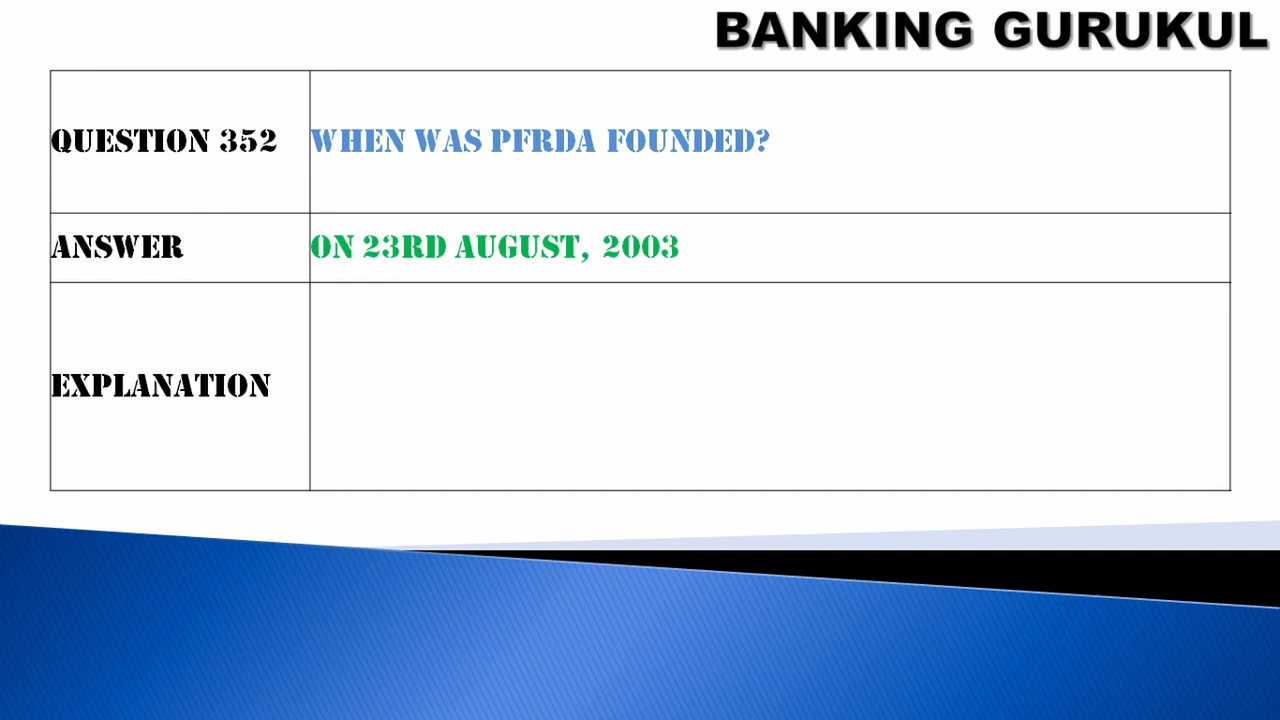 BANKING GURUKUL
QUESTION 352
WHEN WAS PFRDA FOUNDED?
ANSWER
ON 23RD AUGUST, 2003
EXPLANATION